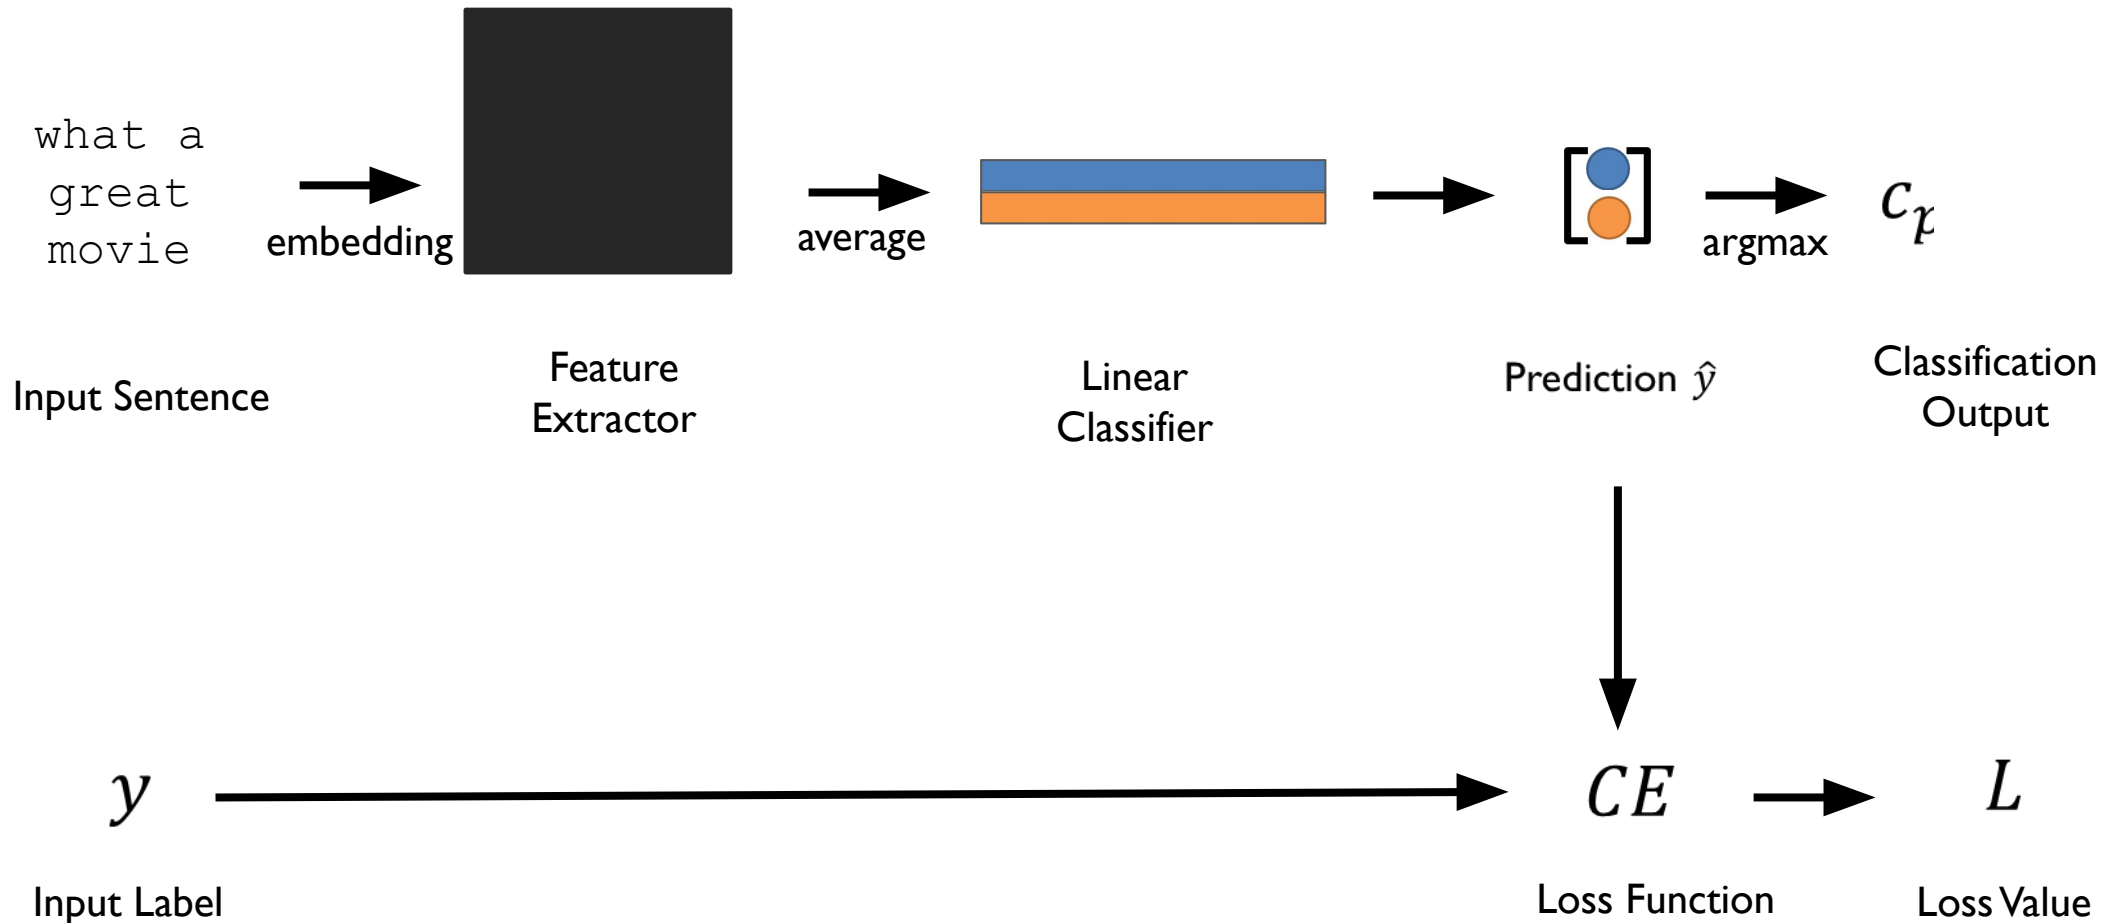 what a
great
movie
embedding
average
argmax
c_p
Input Sentence
Feature
Extractor
Linear
Classifier
Prediction ŷ
Classification
Output
y
CE
L
Input Label
Loss Function
Loss Value